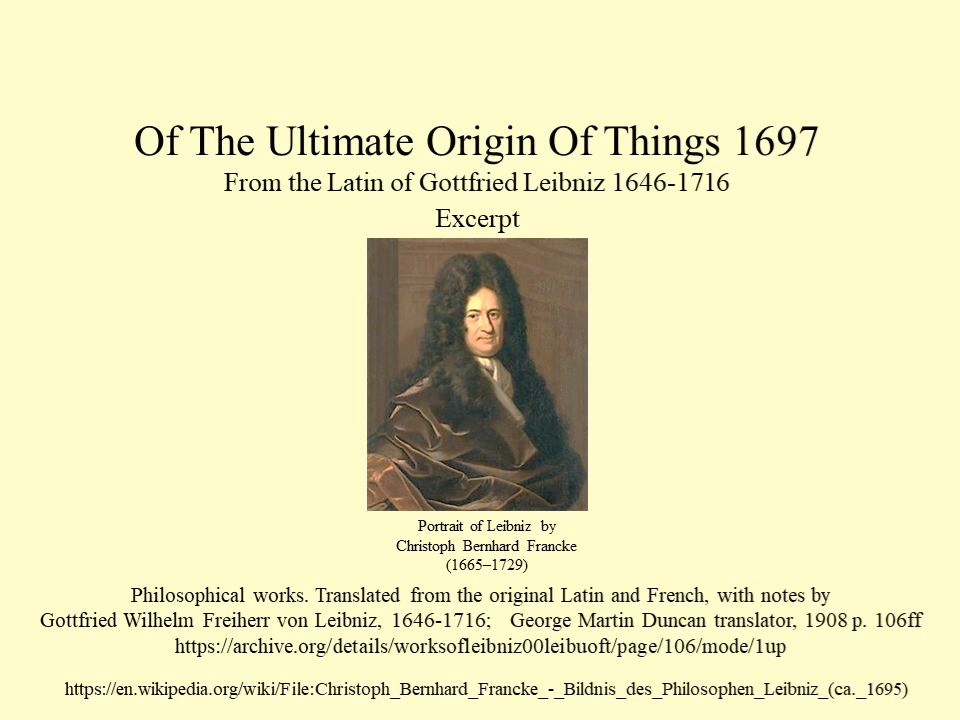 Of The Ultimate Origin Of Things 1697
From the Latin of Gottfried Leibniz 1646-1716
Excerpt
Portrait of Leibniz by
Christoph Bernhard Francke
(1665–1729)
Philosophical works. Translated from the original Latin and French, with notes by
Gottfried Wilhelm Freiherr von Leibniz, 1646-1716; George Martin Duncan translator, 1908 p. 106ff
https://archive.org/details/worksofleibniz00leibuoft/page/106/mode/1up
https://en.wikipedia.org/wiki/File:Christoph_Bernhard_Francke_-_Bildnis_des_Philosophen_Leibniz_(ca._1695)